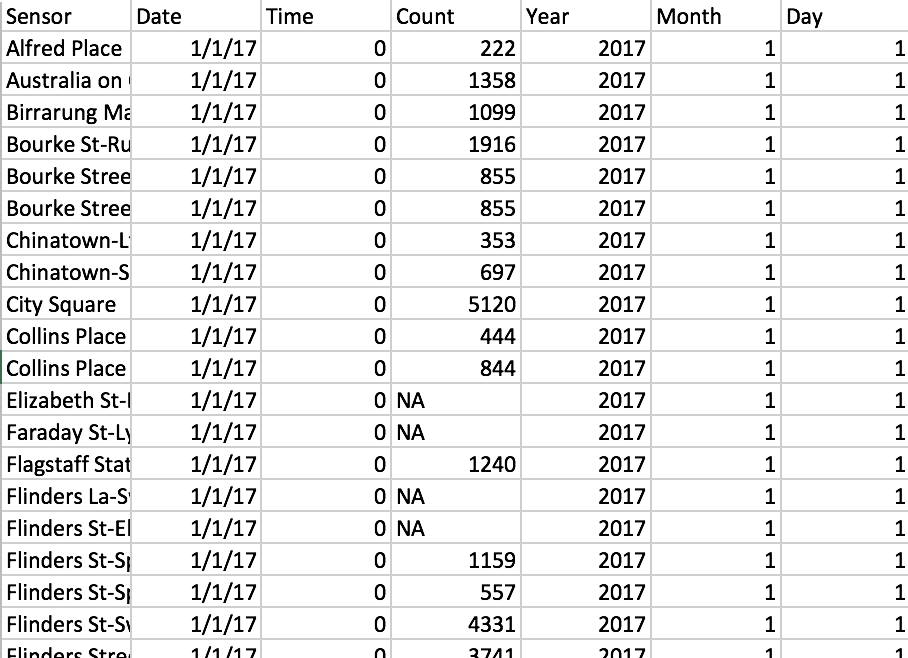 Sensor Date Time Count Year Month Day
Alfred Place 1/1/17 0 222 2017 1 1
Australia on 1/1/17 0 1358 2017 1 1
Birrarung Ma 1/1/17 0 1099 2017 1 1
Bourke St-Ru 1/1/17 0 1916 2017 1 1
Bourke Stree 1/1/17 0 855 2017 1 1
Bourke Stree 1/1/17 0 855 2017 1 1
Chinatown-L 1/1/17 0 353 2017 1 1
Chinatown-S 1/1/17 0 697 2017 1 1
City Square 1/1/17 0 5120 2017 1 1
Collins Place 1/1/17 0 444 2017 1 1
Collins Place 1/1/17 0 844 2017 1 1
Elizabeth St- 1/1/17 0 NA 2017 1 1
Faraday St-Ly 1/1/17 0 NA 2017 1 1
Flagstaff Stat 1/1/17 0 1240 2017 1 1
Flinders La-S 1/1/17 0 NA 2017 1 1
Flinders St-El 1/1/17 0 NA 2017 1 1
Flinders St-Sp 1/1/17 0 1159 2017 1 1
Flinders St-Sp 1/1/17 0 557 2017 1 1
Flinders St-Sw 1/1/17 0 4331 2017 1 1
Flinders Stree 1/1/17 0 3741 2017 1 1